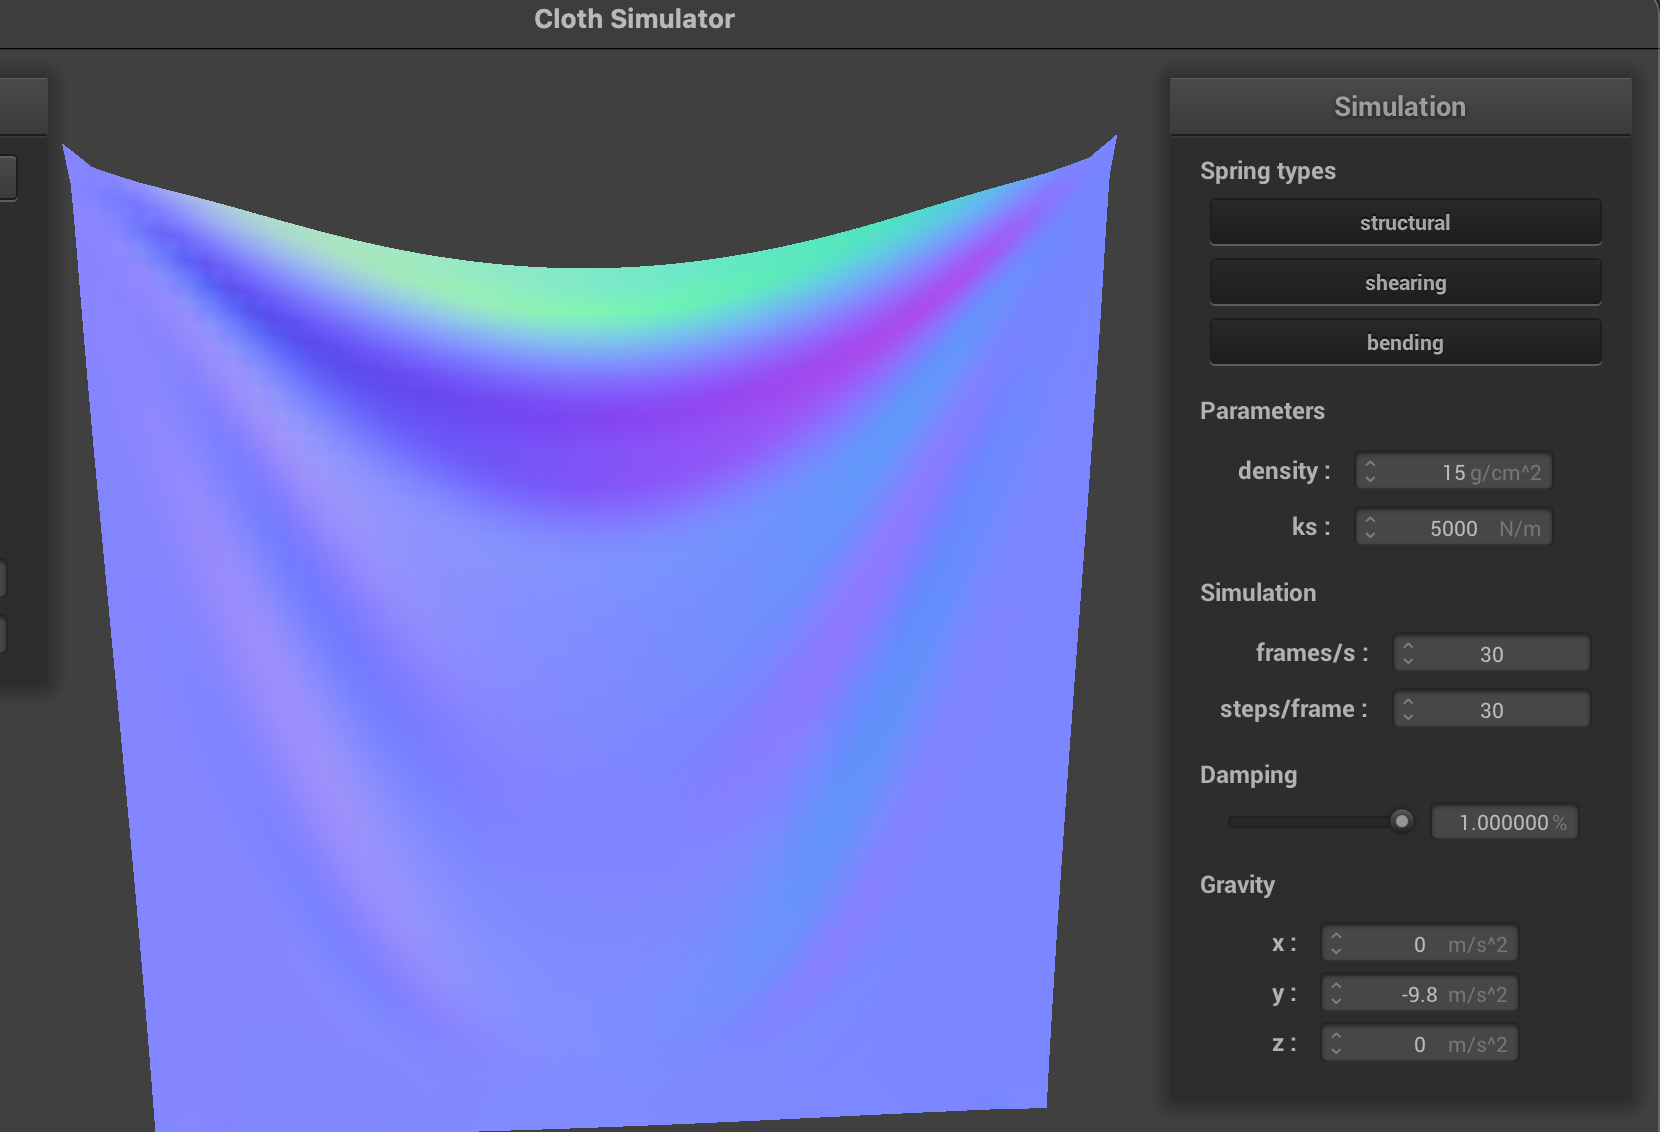 Cloth Simulator
Simulation
Spring types
structural
shearing
bending
Parameters
density : 15 g/cm^2
ks : 5000 N/m
Simulation
frames/s : 30
steps/frame : 30
Damping
1.000000 %
Gravity
x : 0 m/s^2
y : -9.8 m/s^2
z : 0 m/s^2